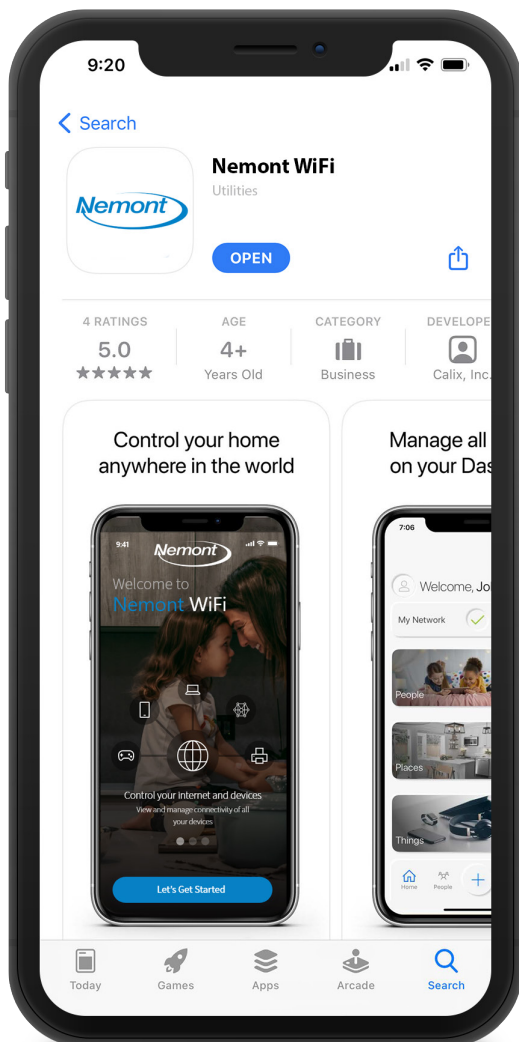 9:20
Search
Nemont
Nemont WiFi
Utilities
OPEN
4 RATINGS
5.0
AGE
4+
Years Old
CATEGORY
Business
DEVELOPE
Calix, Inc.
Control your home
anywhere in the world
9:41
Nemont
Welcome to
Nemont WiFi
Control your internet and devices
View and manage connectivity of all
your devices
Let's Get Started
Manage all
on your Das
7:06
Welcome, Jo
My Network
People
Places
Things
Home
People
Today
Games
Apps
Arcade
Search